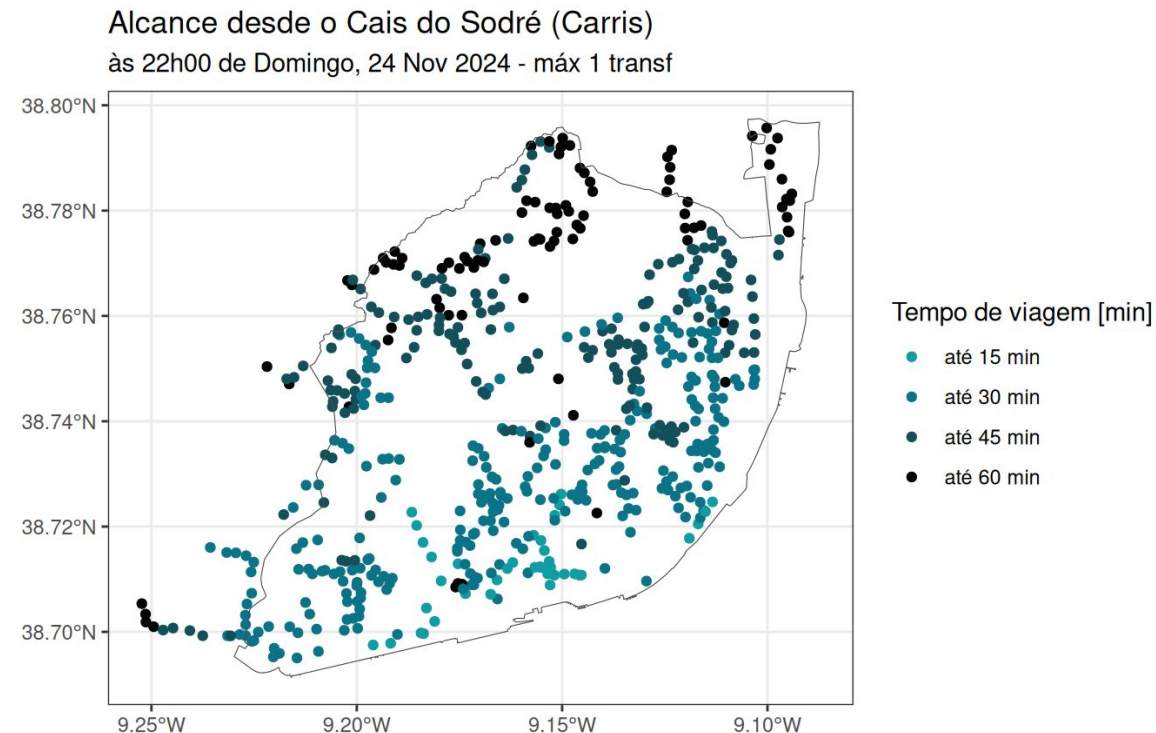 Alcance desde o Cais do Sodré (Carris)
às 22h00 de Domingo, 24 Nov 2024 - máx 1 transf
38.80°N
38.78°N
38.76°N
38.74°N
38.72°N
38.70°N
9.25°W
9.20°W
9.15°W
9.10°W
Tempo de viagem [min]
até 15 min
até 30 min
até 45 min
até 60 min